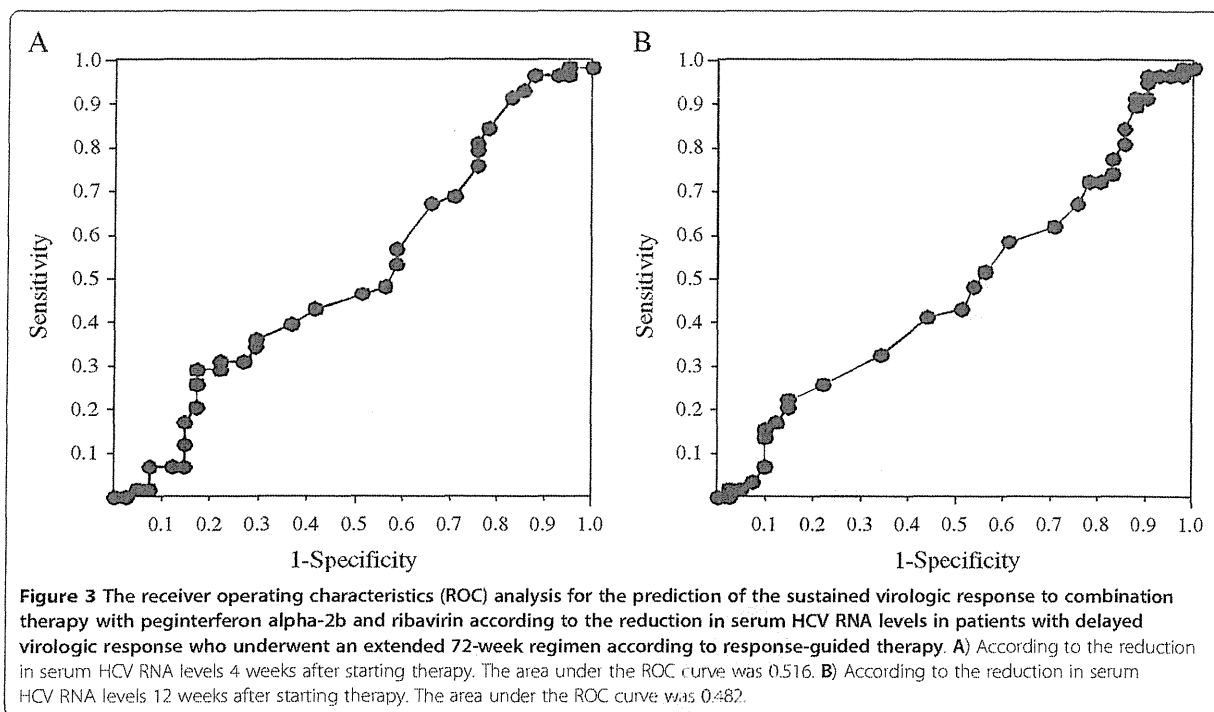 A
1.0
0.9
0.8
0.7
0.6
0.5
0.4
0.3
0.2
0.1
Sensitivity
0.1 0.2 0.3 0.4 0.5 0.6 0.7 0.8 0.9 1.0
1-Specificity
B
1.0
0.9
0.8
0.7
0.6
0.5
0.4
0.3
0.2
0.1
Sensitivity
0.1 0.2 0.3 0.4 0.5 0.6 0.7 0.8 0.9 1.0
1-Specificity
Figure 3 The receiver operating characteristics (ROC) analysis for the prediction of the sustained virologic response to combination
therapy with peginterferon alpha-2b and ribavirin according to the reduction in serum HCV RNA levels in patients with delayed
virologic response who underwent an extended 72-week regimen according to response-guided therapy. A) According to the reduction
in serum HCV RNA levels 4 weeks after starting therapy. The area under the ROC curve was 0.516. B) According to the reduction in serum
HCV RNA levels 12 weeks after starting therapy. The area under the ROC curve was 0.482.